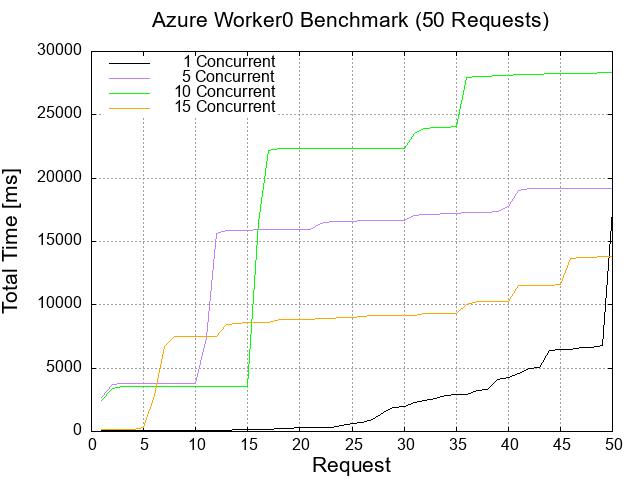 Azure Worker0 Benchmark (50 Requests)
30000
25000
20000
15000
10000
5000
0
Total Time [ms]
1 Concurrent
5 Concurrent
10 Concurrent
15 Concurrent
0 5 10 15 20 25 30 35 40 45 50
Request